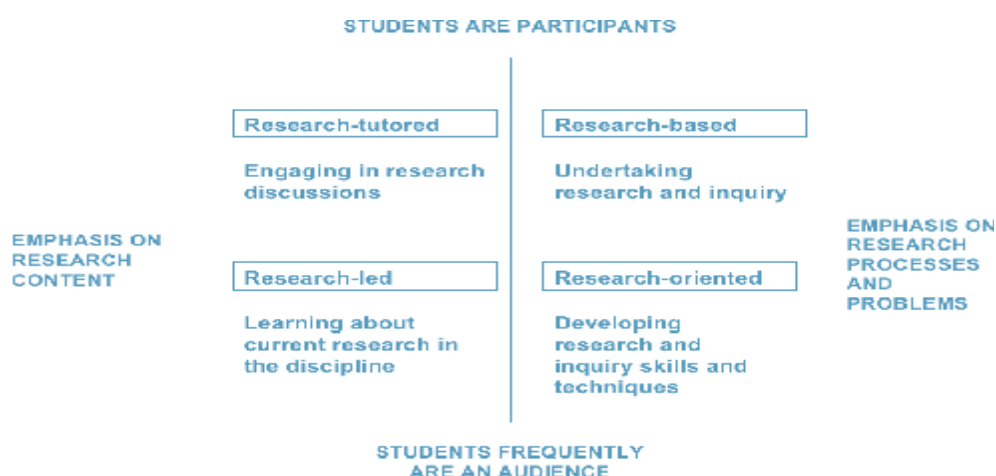 STUDENTS ARE PARTICIPANTS
Research-tutored
Engaging in research
discussions
Research-based
Undertaking
research and inquiry
EMPHASIS ON
RESEARCH
CONTENT
EMPHASIS ON
RESEARCH
PROCESSES
AND
PROBLEMS
Research-led
Learning about
current research in
the discipline
Research-oriented
Developing
research and
inquiry skills and
techniques
STUDENTS FREQUENTLY
ARE AN AUDIENCE